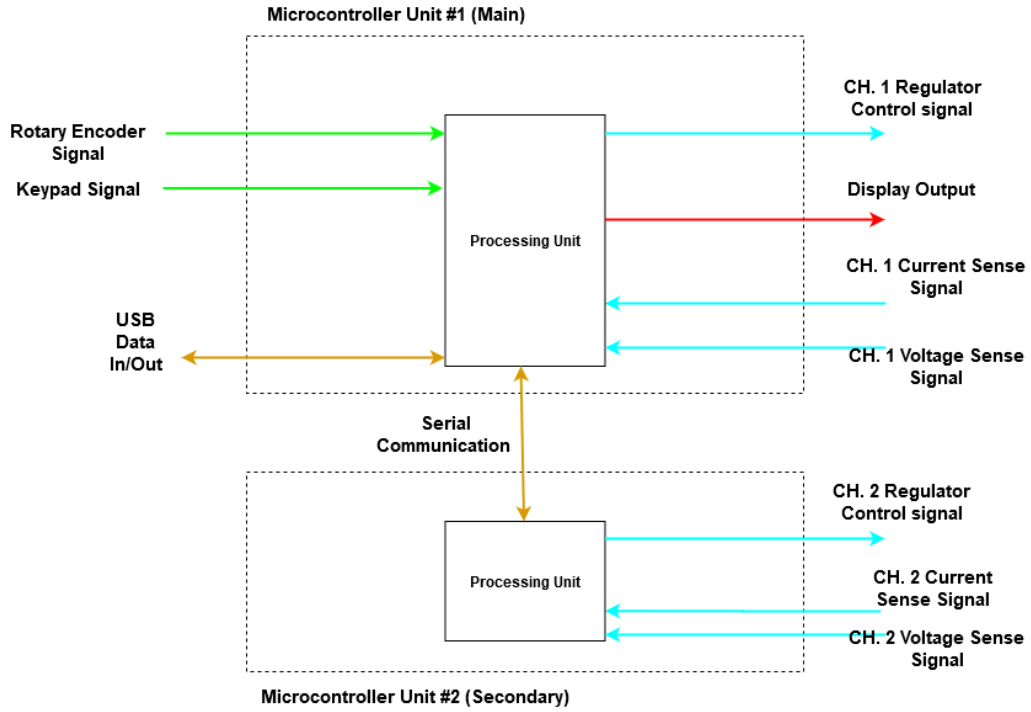 Microcontroller Unit #1 (Main)
Rotary Encoder
Signal
Keypad Signal
USB
Data
In/Out
Processing Unit
CH. 1 Regulator
Control signal
Display Output
CH. 1 Current Sense
Signal
CH. 1 Voltage Sense
Signal
Serial
Communication
Processing Unit
CH. 2 Regulator
Control signal
CH. 2 Current
Sense Signal
CH. 2 Voltage Sense
Signal
Microcontroller Unit #2 (Secondary)